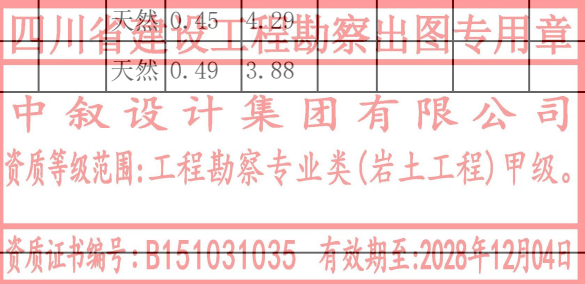 天然 0.45 4.29
四川省建设工程勘察出图专用章
天然 0.49 3.88
中叙设计集团有限公司
资质等级范围:工程勘察专业类(岩土工程)甲级。
资质证书编号:B151031035 有效期至:2028年12月04日